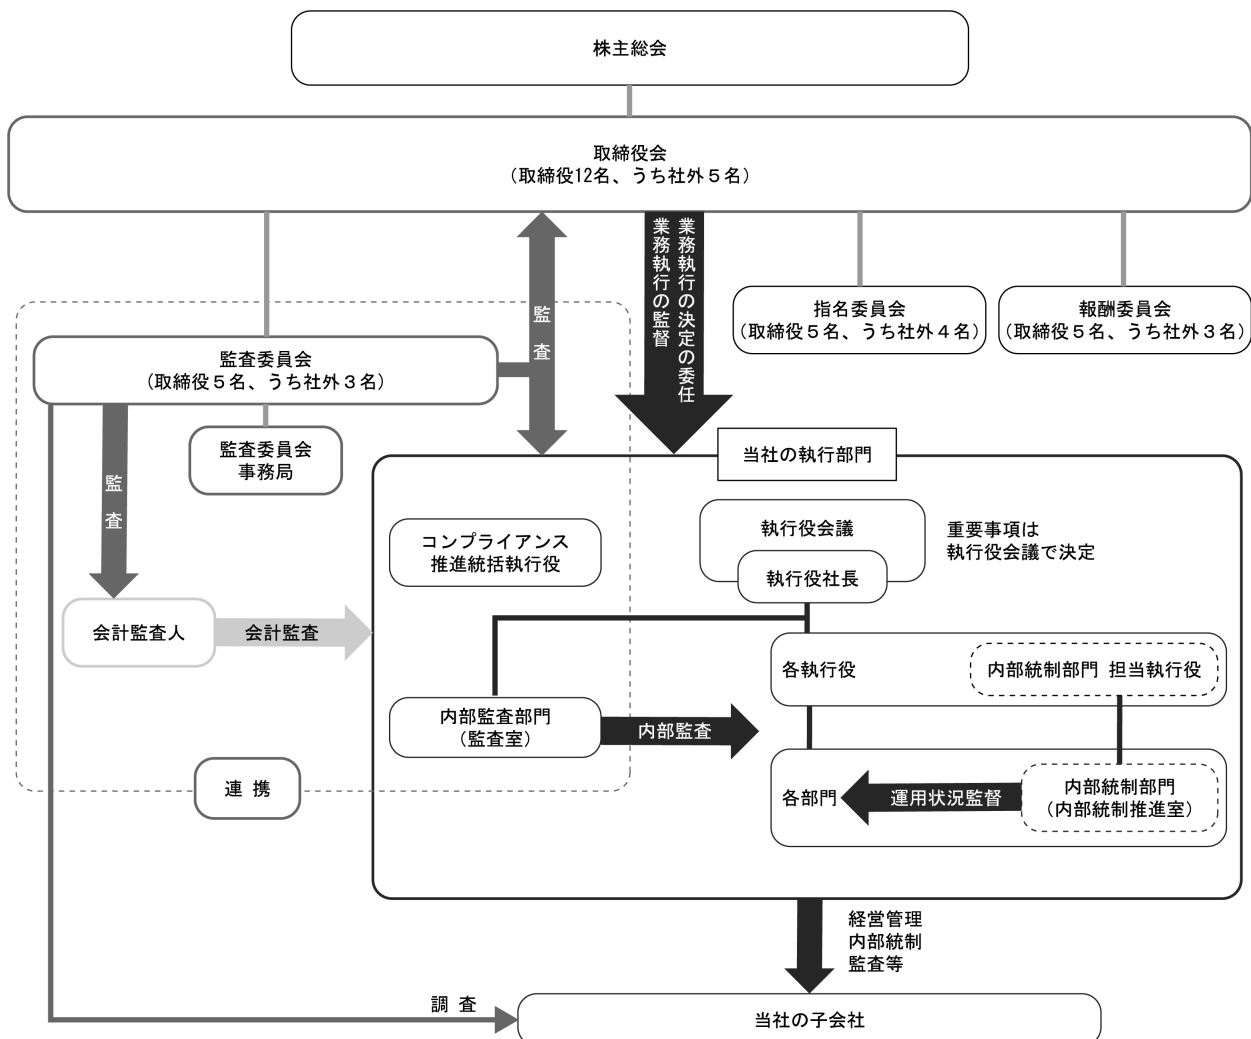 株主総会
取締役会
（取締役12名、うち社外５名）
監
査
業務執行の決定の委任
業務執行の監督
指名委員会
（取締役５名、うち社外４名）
報酬委員会
（取締役５名、うち社外３名）
監査委員会
（取締役５名、うち社外３名）
監査委員会
事務局
監
査
当社の執行部門
コンプライアンス
推進統括執行役
執行役会議
執行役社長
重要事項は
執行役会議で決定
会計監査人
会計監査
各執行役
内部統制部門 担当執行役
内部監査部門
（監査室）
内部監査
連 携
各部門
運用状況監督
内部統制部門
（内部統制推進室）
経営管理
内部統制
監査等
調 査
当社の子会社